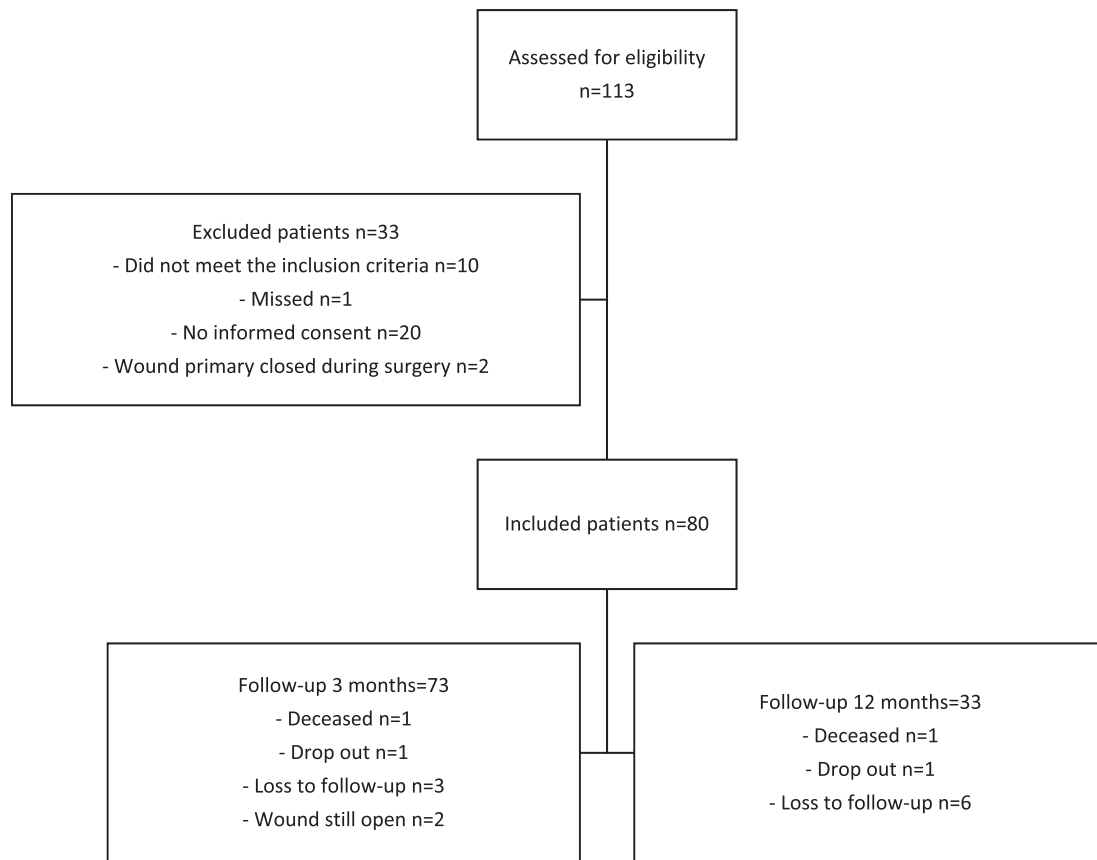 Assessed for eligibility
n=113
Excluded patients n=33
- Did not meet the inclusion criteria n=10
- Missed n=1
- No informed consent n=20
- Wound primary closed during surgery n=2
Included patients n=80
Follow-up 3 months=73
- Deceased n=1
- Drop out n=1
- Loss to follow-up n=3
- Wound still open n=2
Follow-up 12 months=33
- Deceased n=1
- Drop out n=1
- Loss to follow-up n=6